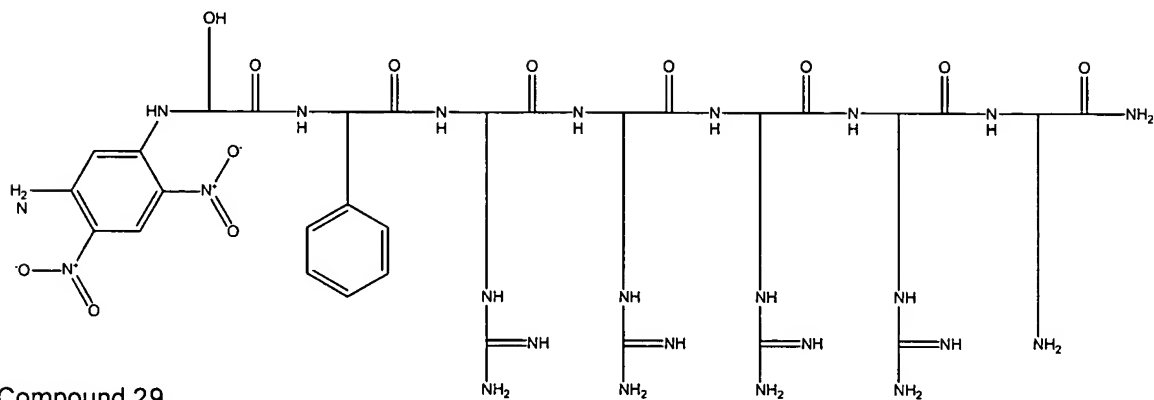 OH
O O O O O O O
HN N H N H N H N H N H N H NH₂
O⁻
H₂ N N⁺
O
⁻O N⁺
O
NH NH NH NH
NH NH NH NH NH₂
NH₂ NH₂ NH₂ NH₂
Compound 29